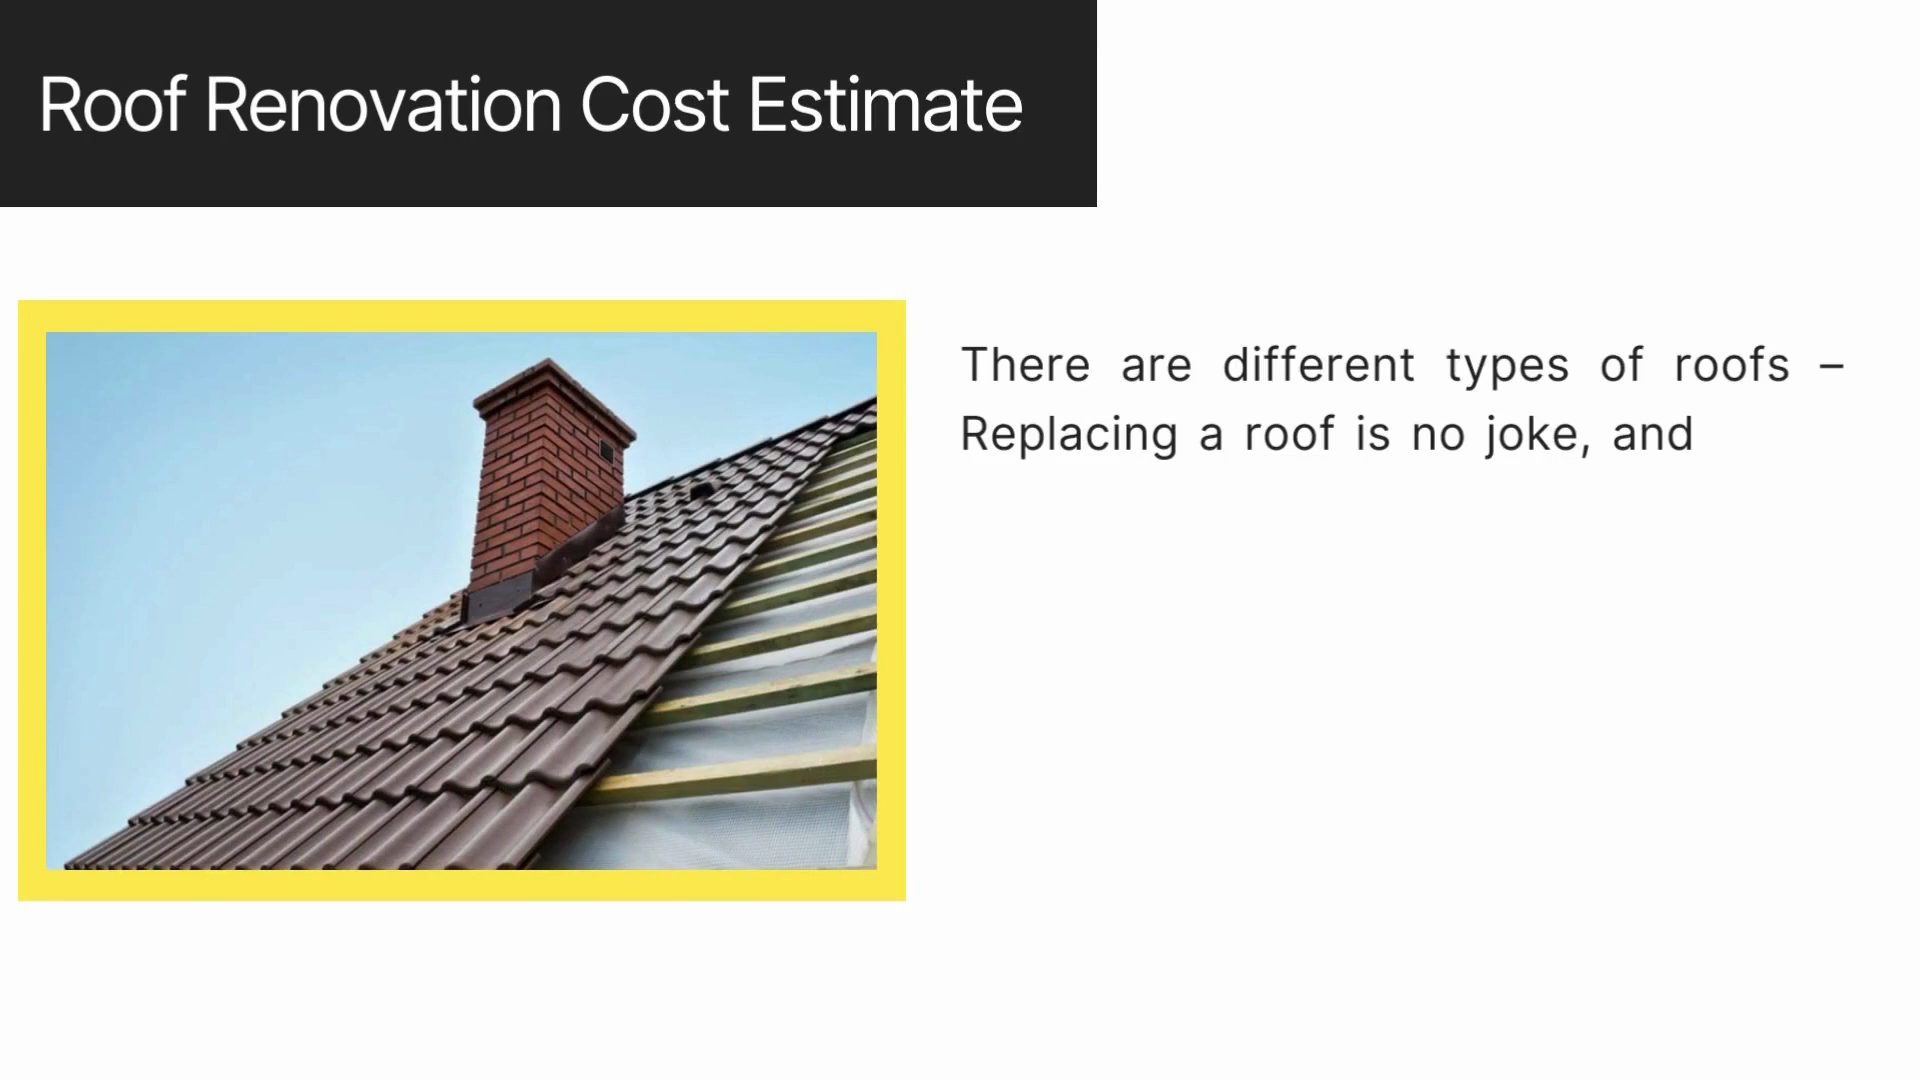 Roof Renovation Cost Estimate
There are different types of roofs –
Replacing a roof is no joke, and